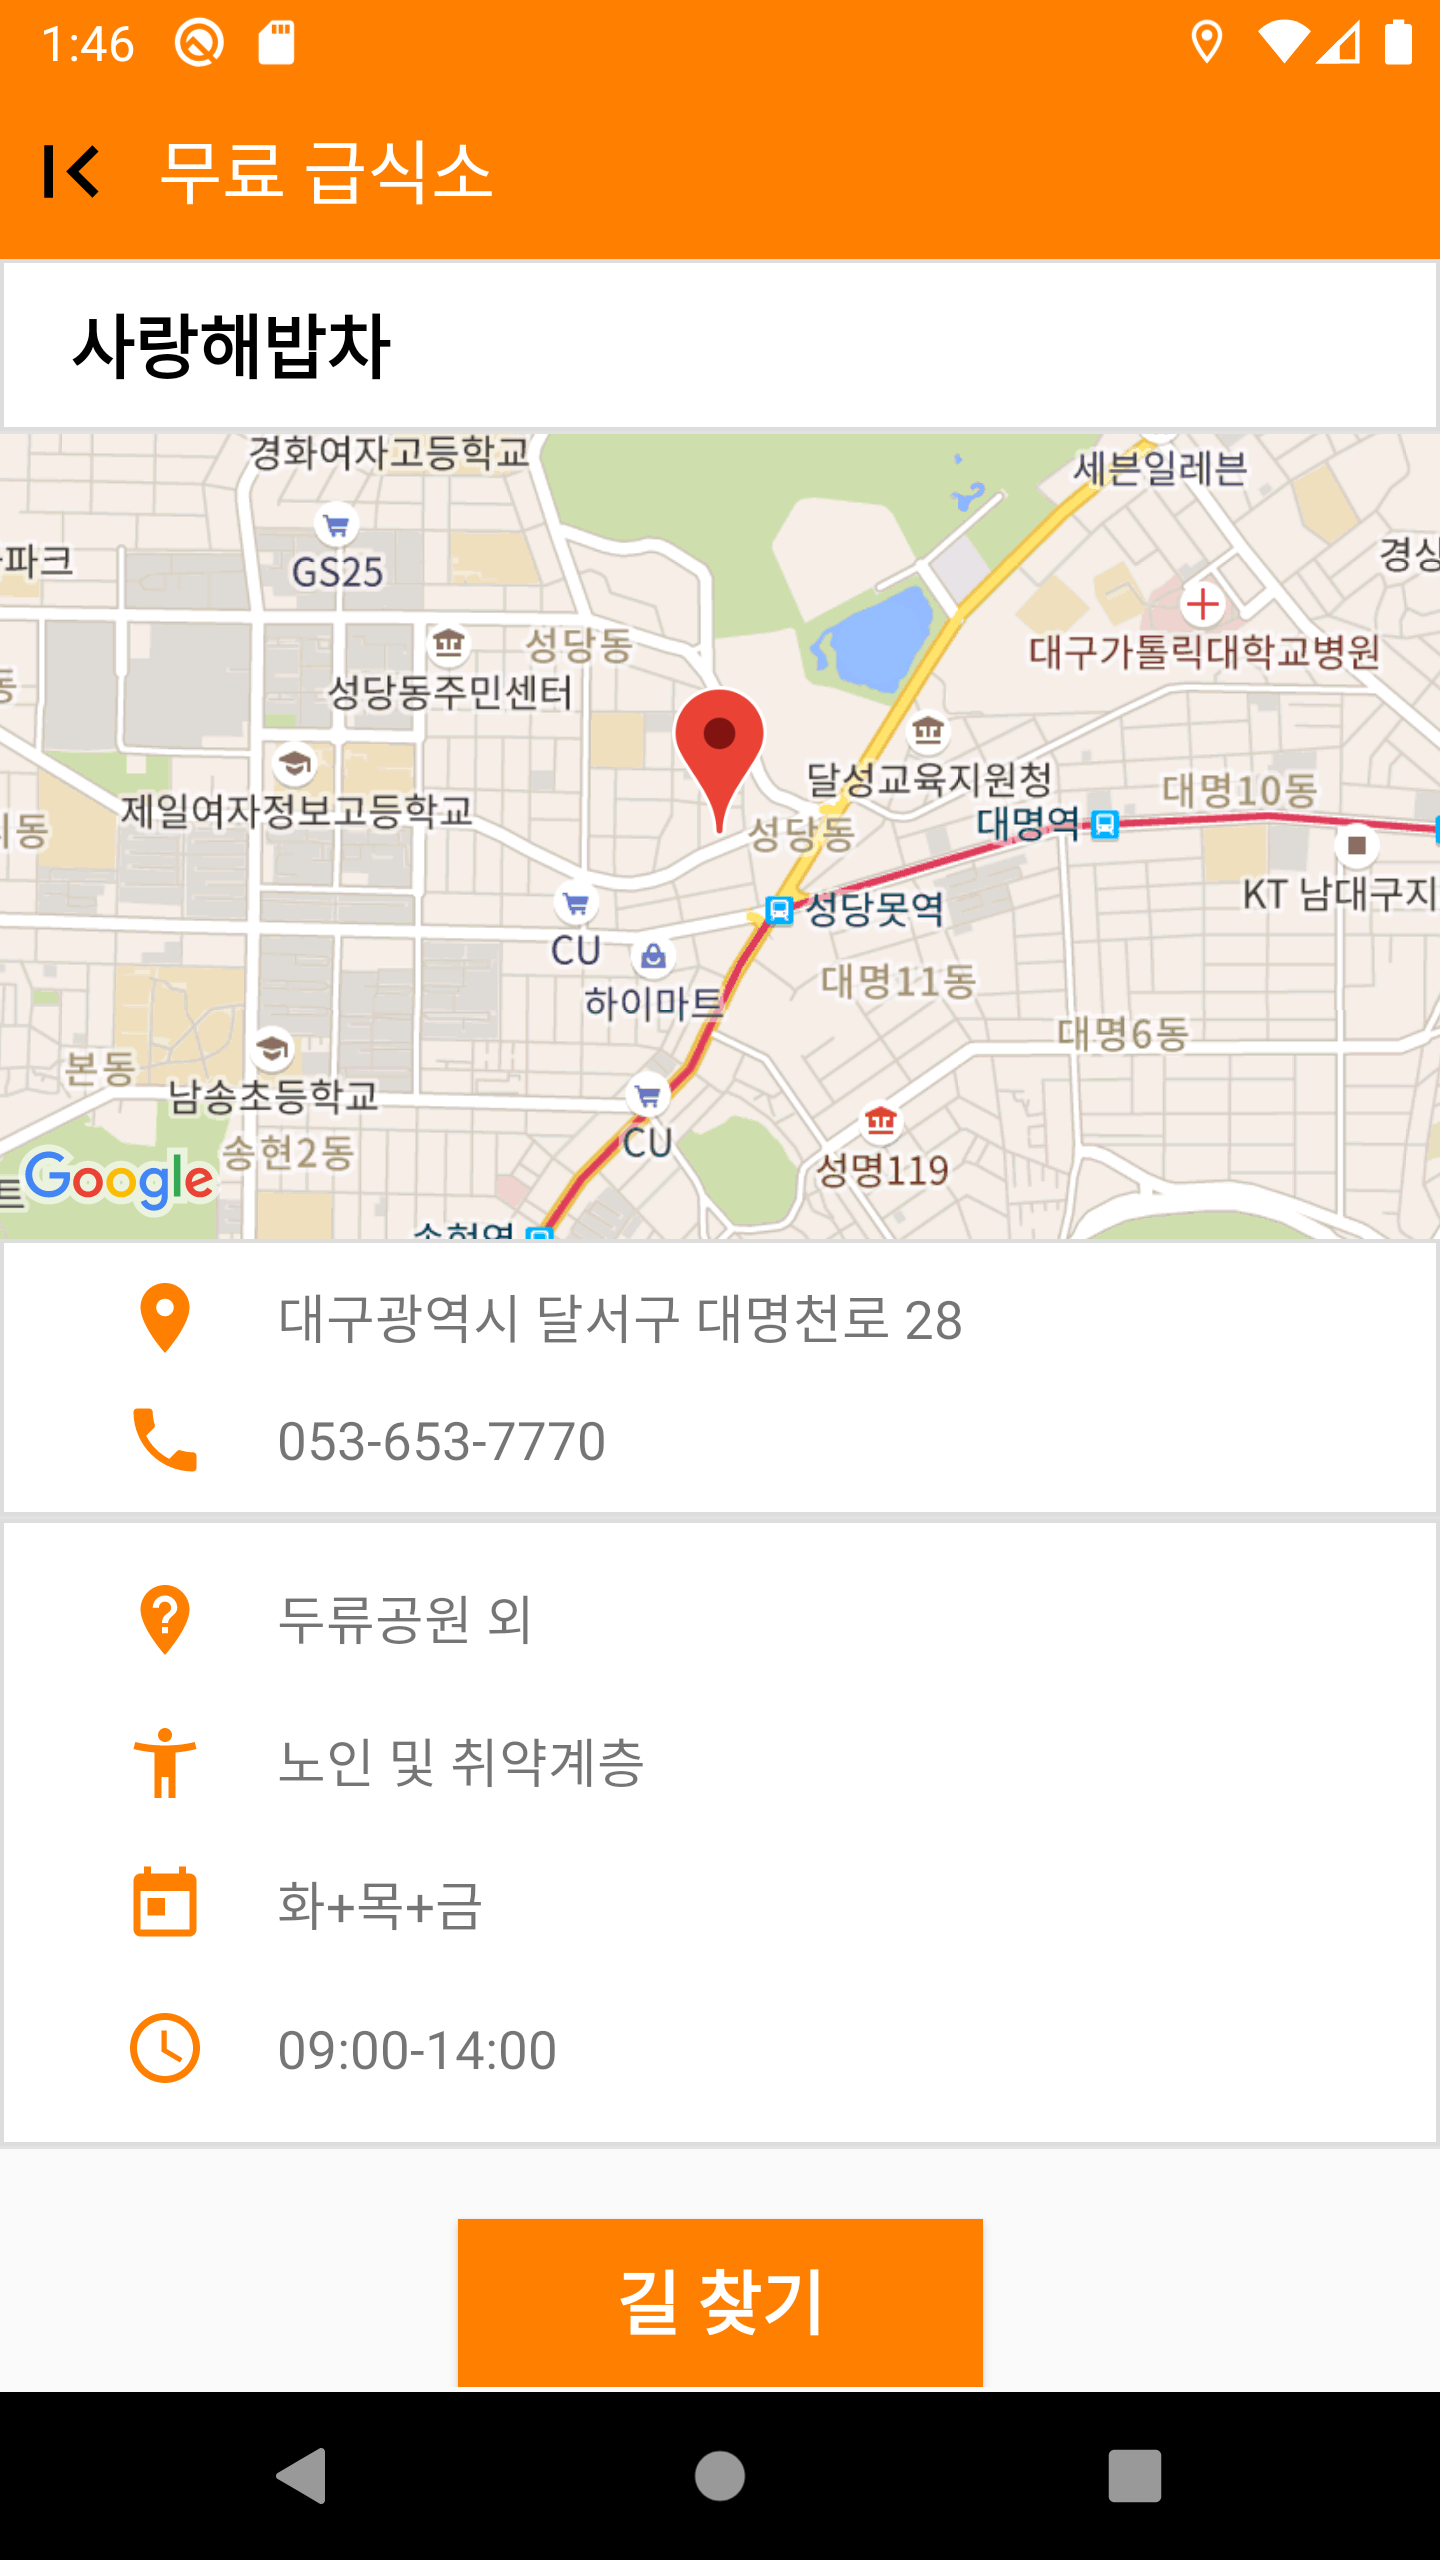 1:46
무료 급식소
사랑해밥차
경화여자고등학교
세븐일레븐
파크
GS25
성당동
대구가톨릭대학교병원
성당동주민센터
달성교육지원청
대명10동
제일여자정보고등학교
대명역
성당동
KT 남대구지
성당못역
CU
대명11동
하이마트
대명6동
본동
남송초등학교
CU
송현2동
성명119
Google
송현역
대구광역시 달서구 대명천로 28
053-653-7770
두류공원 외
노인 및 취약계층
화+목+금
09:00-14:00
길 찾기